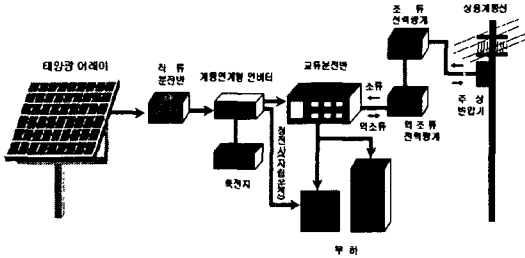 태양광 어레이
직 류
분전반
계통연계형 인버터
축전지
정전시자립운전용
교류분전반
조류
역조류
조 류
전력량계
역 조 류
전력량계
상용계통선
주 상
변압기
부 하